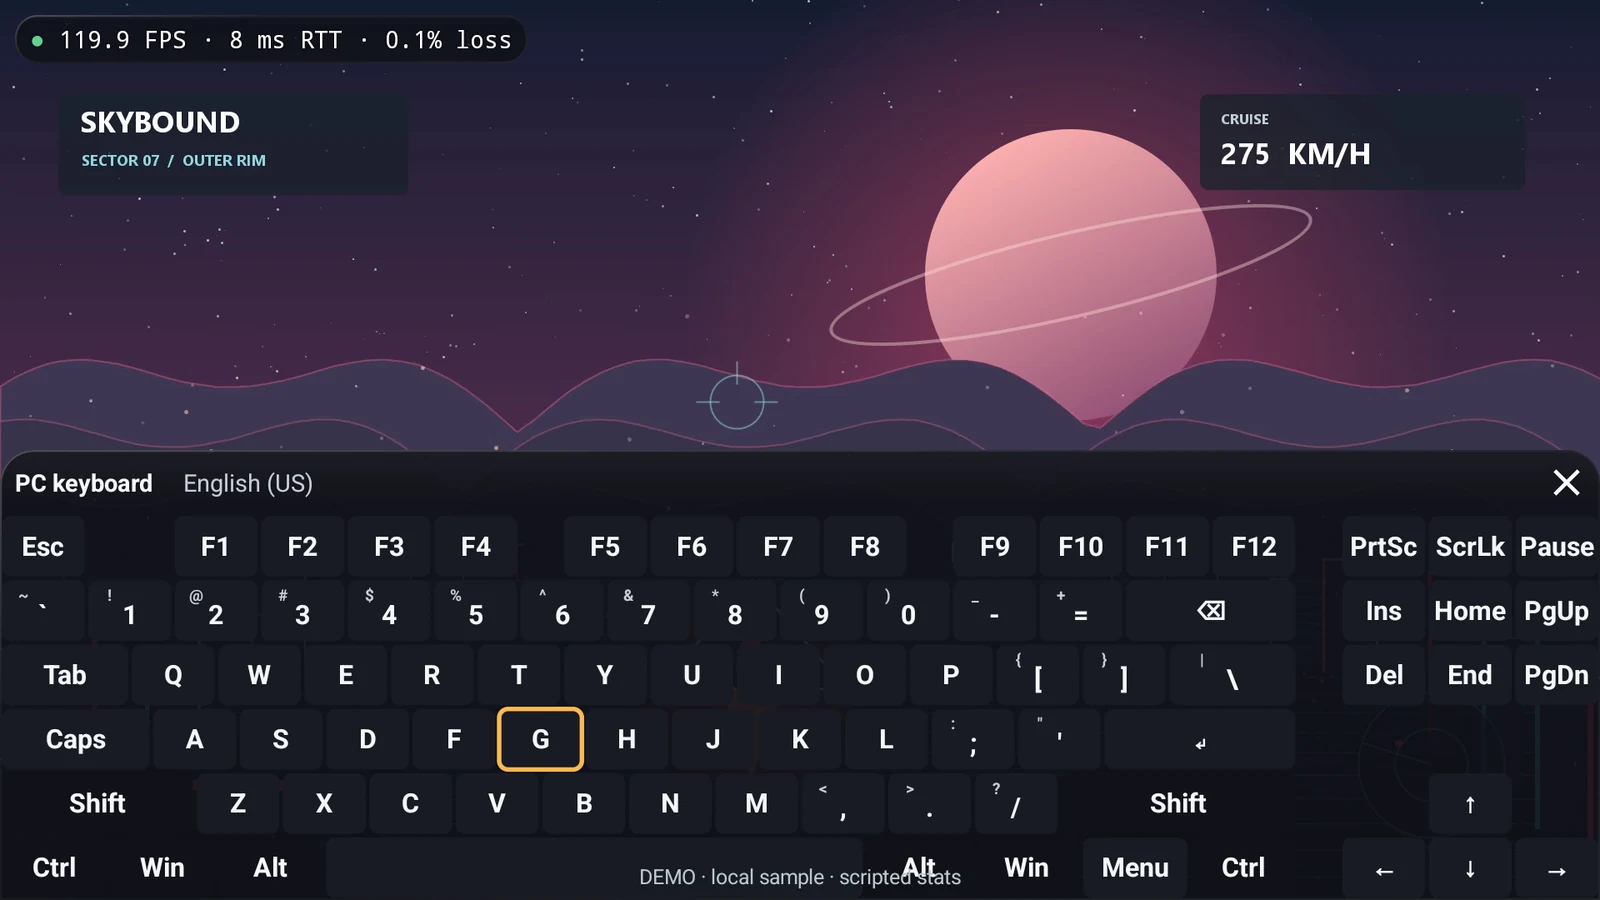 119.9 FPS · 8 ms RTT · 0.1% loss
SKYBOUND
SECTOR 07 / OUTER RIM
CRUISE
275 KM/H
PC keyboard English (US)
Esc F1 F2 F3 F4 F5 F6 F7 F8 F9 F10 F11 F12 PrtSc ScrLk Pause
~ ` ! 1 @ 2 # 3 $ 4 % 5 ^ 6 & 7 * 8 ( 9 ) 0 _ - + = ⌫ Ins Home PgUp
Tab Q W E R T Y U I O P { [ } ] | \ Del End PgDn
Caps A S D F G H J K L : ; " ' ↲
Shift Z X C V B N M < , > . ? / Shift ↑
Ctrl Win Alt Alt Win Menu Ctrl ← ↓ →
DEMO · local sample · scripted stats